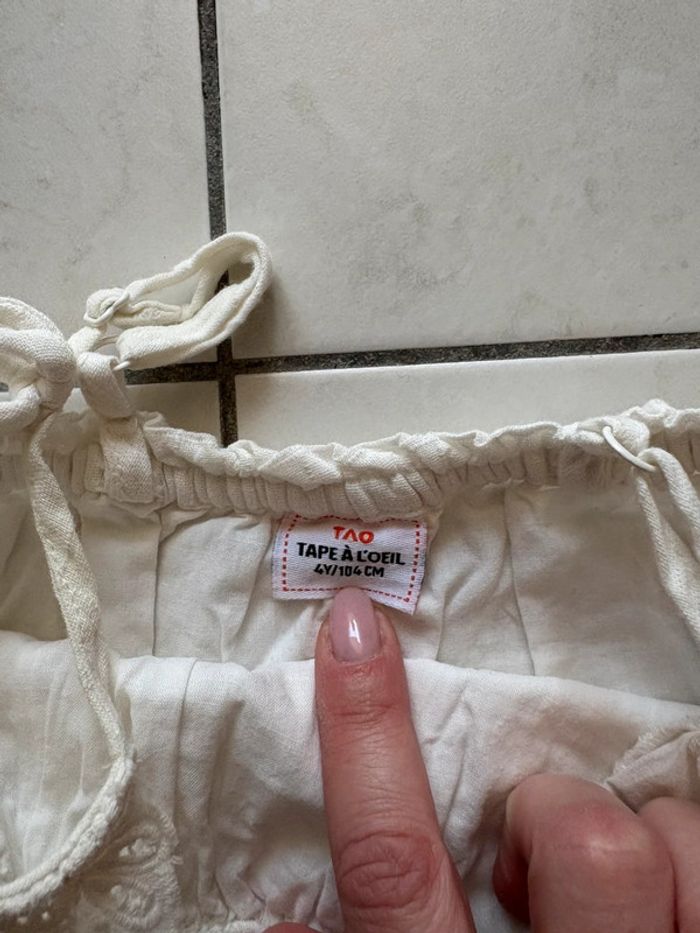 TAO
TAPE À L'OEIL
4Y/104 CM